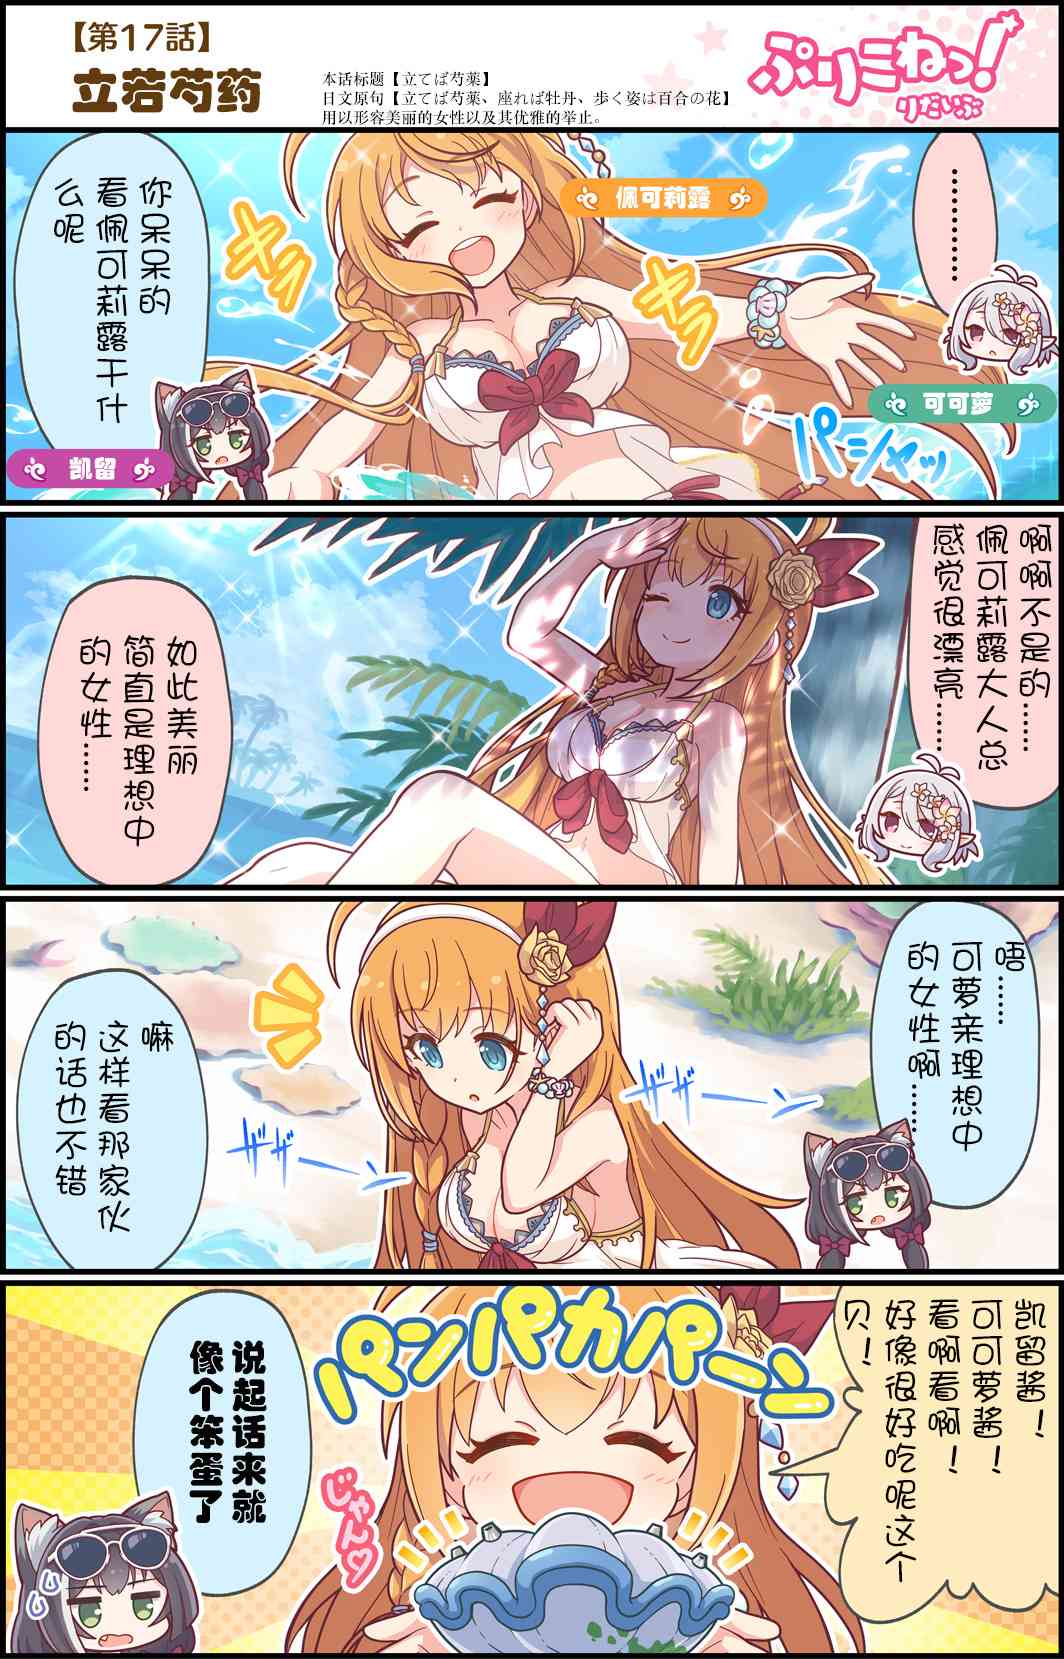 【第17話】
立若芍药
本话标题【立てば芍薬】
日文原句【立てば芍薬、座れば牡丹、歩く姿は百合の花】
用以形容美丽的女性以及其优雅的举止。
ぷりこねっ!
りだいぶ
…………
佩可莉露
可可萝
キラ
キラ
パシャッ
你呆呆的
看佩可莉露干什
么呢
凯留
啊啊不是的……
佩可莉露大人总
感觉很漂亮……
如此美丽
简直是理想中
的女性……
唔……
可萝亲理想中
的女性啊……
ザザーーン
ザザーーン
嘛
这样看那家伙
的话也不错
凯留酱！
可可萝酱！
看啊看啊！
好像很好吃呢这个
贝！
パンパカパーン
じゃん♡
说起话来就
像个笨蛋了